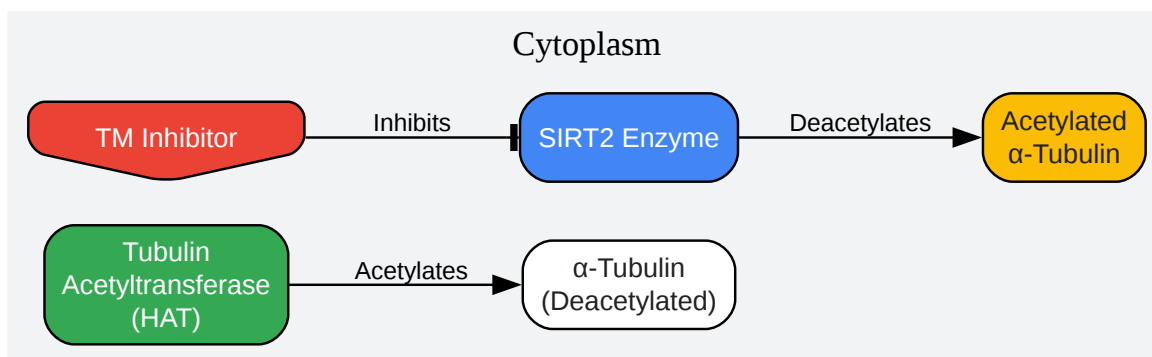 Cytoplasm
TM Inhibitor
Inhibits
SIRT2 Enzyme
Deacetylates
Acetylated
α-Tubulin
Tubulin
Acetyltransferase
(HAT)
Acetylates
α-Tubulin
(Deacetylated)